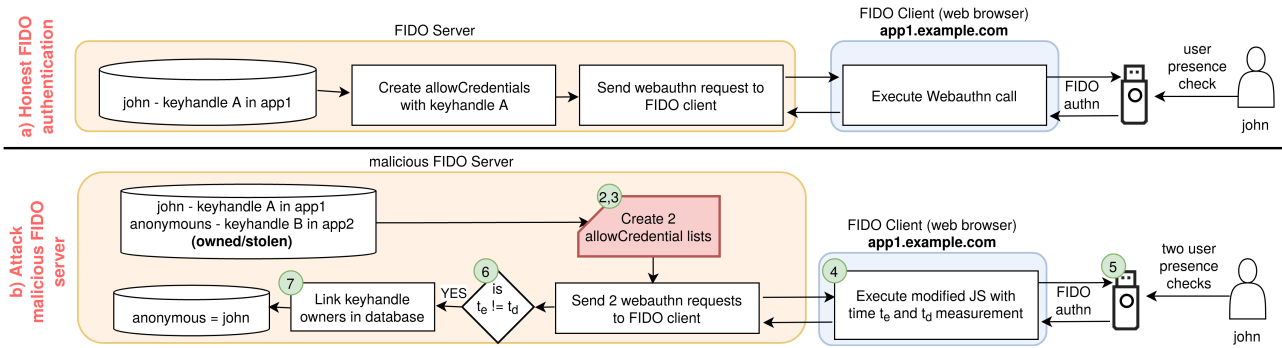 a) Honest FIDO
authentication
FIDO Server
john - keyhandle A in app1
Create allowCredentials
with keyhandle A
Send webauthn request to
FIDO client
FIDO Client (web browser)
app1.example.com
Execute Webauthn call
FIDO
authn
user
presence
check
john
b) Attack
malicious FIDO
server
malicious FIDO Server
john - keyhandle A in app1
anonymouns - keyhandle B in app2
(owned/stolen)
2,3
Create 2
allowCredential lists
Send 2 webauthn requests
to FIDO client
6
is
te != td
YES
7
Link keyhandle
owners in database
anonymous = john
FIDO Client (web browser)
app1.example.com
4
Execute modified JS with
time te and td measurement
FIDO
authn
5
two user
presence
checks
john